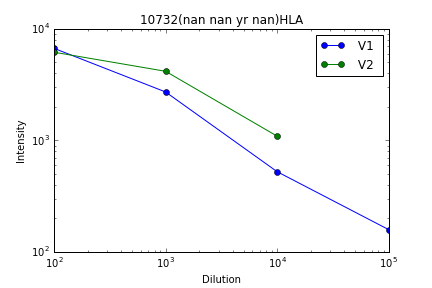 10732(nan nan yr nan)HLA
V1
V2
Intensity
10^4
10^3
10^2
10^2
10^3
10^4
10^5
Dilution